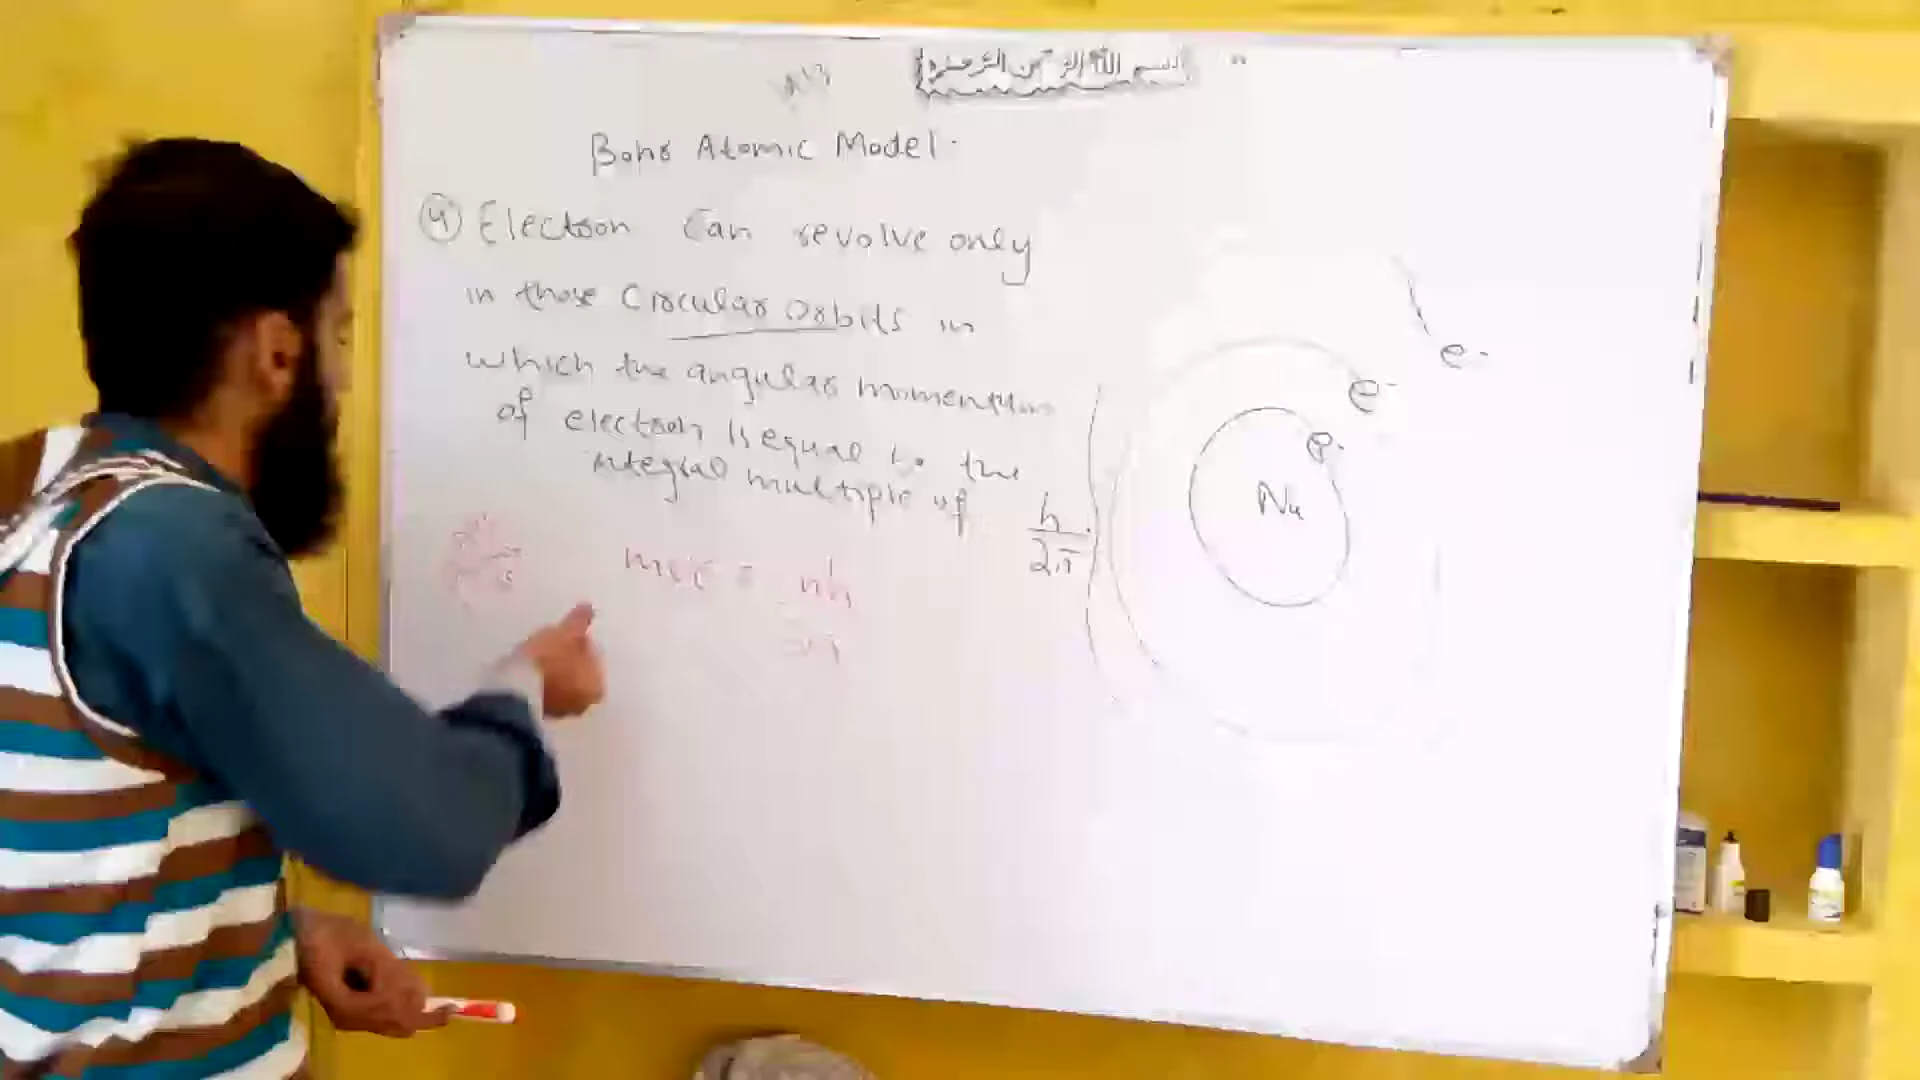 بسم الله الرحمن الرحيم
Bohr Atomic Model.
④ Electron Can revolve only
in those Circular Orbits in
which the angular momentum
of electron is equal to the
integral multiple of h/2π
mvr = nh/2π
e-
e-
e-
Nu